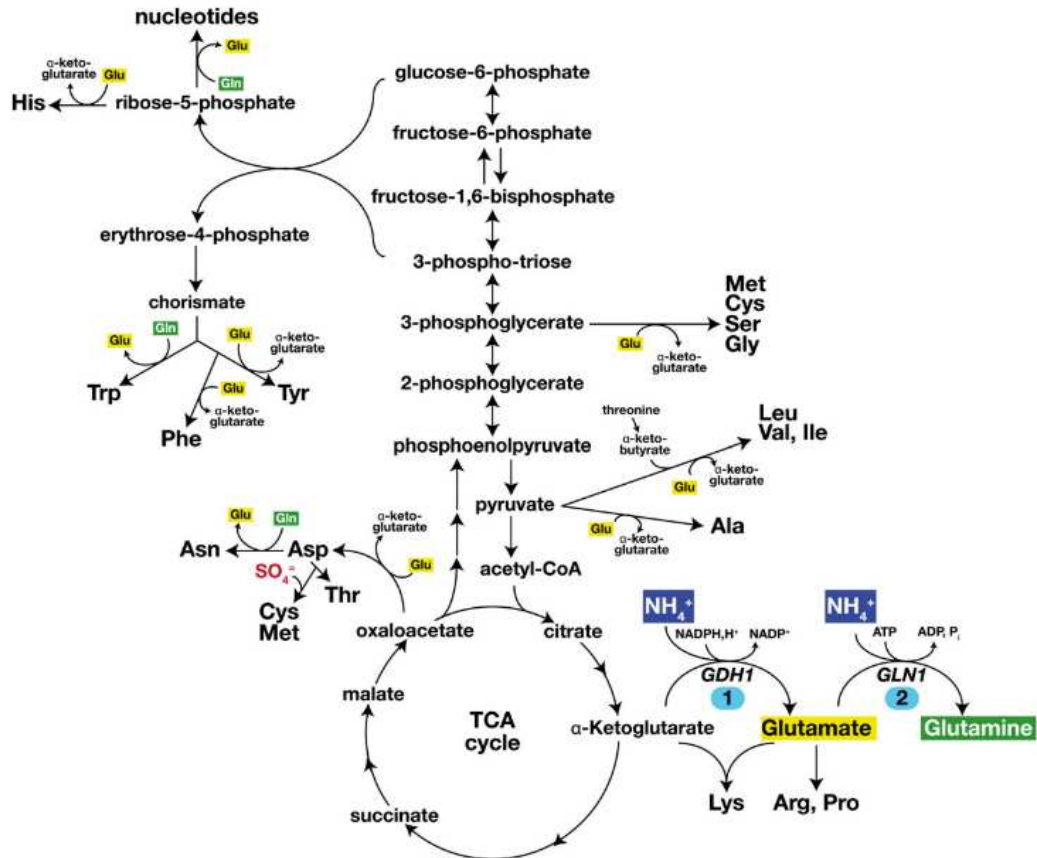 nucleotides
Glu
Gln
α-keto-
glutarate
Glu
His
ribose-5-phosphate
glucose-6-phosphate
fructose-6-phosphate
fructose-1,6-bisphosphate
erythrose-4-phosphate
3-phospho-triose
chorismate
3-phosphoglycerate
Met
Cys
Ser
Gly
Glu
α-keto-
glutarate
Glu
Gln
Glu
α-keto-
glutarate
Trp
Glu
α-keto-
glutarate
Tyr
Phe
2-phosphoglycerate
phosphoenolpyruvate
threonine
α-keto-
butyrate
Leu
Val, Ile
Glu
α-keto-
glutarate
pyruvate
Glu
α-keto-
glutarate
Ala
acetyl-CoA
Glu
Gln
α-keto-
glutarate
Glu
Asn
Asp
SO₄⁼
Thr
Cys
Met
oxaloacetate
citrate
malate
TCA
cycle
α-Ketoglutarate
succinate
NH₄⁺
NADPH,H⁺
NADP⁺
GDH1
1
Glutamate
NH₄⁺
ATP
ADP, Pᵢ
GLN1
2
Glutamine
Lys
Arg, Pro